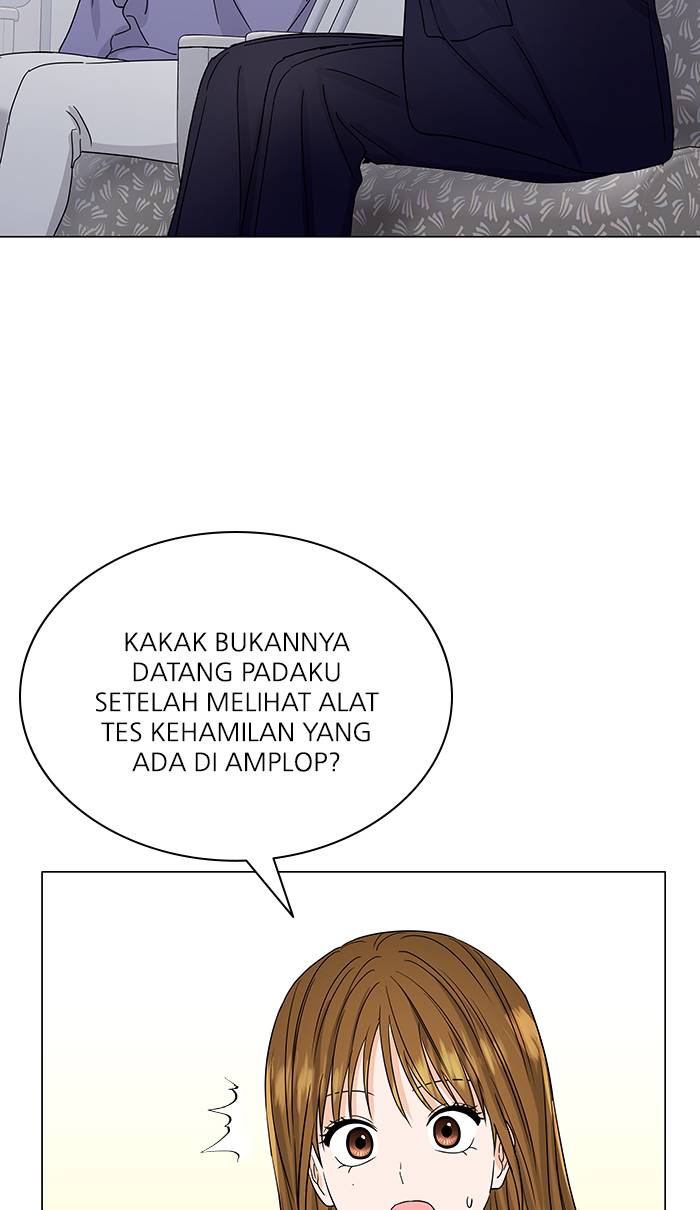 KAKAK BUKANNYA
DATANG PADAKU
SETELAH MELIHAT ALAT
TES KEHAMILAN YANG
ADA DI AMPLOP?